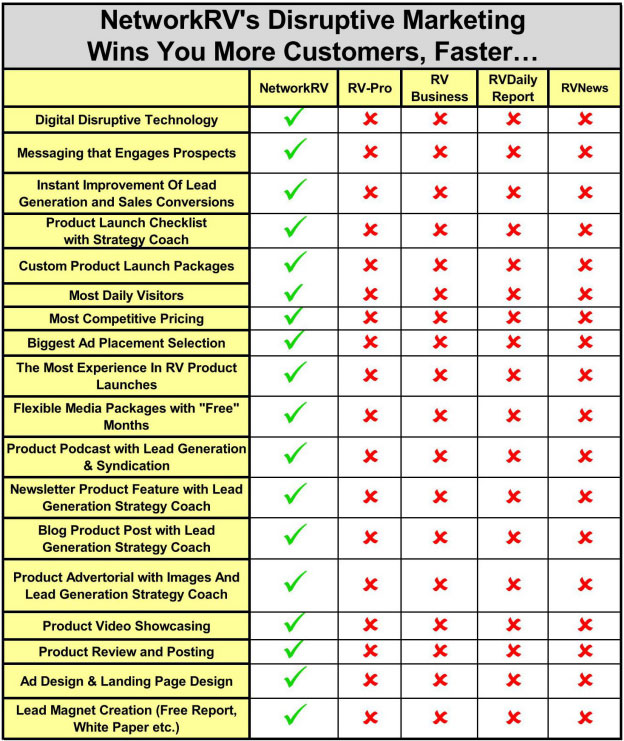 NetworkRV's Disruptive Marketing
Wins You More Customers, Faster…
NetworkRV RV-Pro RV Business RVDaily Report RVNews
Digital Disruptive Technology ✓ ✗ ✗ ✗ ✗
Messaging that Engages Prospects ✓ ✗ ✗ ✗ ✗
Instant Improvement Of Lead
Generation and Sales Conversions ✓ ✗ ✗ ✗ ✗
Product Launch Checklist
with Strategy Coach ✓ ✗ ✗ ✗ ✗
Custom Product Launch Packages ✓ ✗ ✗ ✗ ✗
Most Daily Visitors ✓ ✗ ✗ ✗ ✗
Most Competitive Pricing ✓ ✗ ✗ ✗ ✗
Biggest Ad Placement Selection ✓ ✗ ✗ ✗ ✗
The Most Experience In RV Product
Launches ✓ ✗ ✗ ✗ ✗
Flexible Media Packages with "Free"
Months ✓ ✗ ✗ ✗ ✗
Product Podcast with Lead Generation
& Syndication ✓ ✗ ✗ ✗ ✗
Newsletter Product Feature with Lead
Generation Strategy Coach ✓ ✗ ✗ ✗ ✗
Blog Product Post with Lead
Generation Strategy Coach ✓ ✗ ✗ ✗ ✗
Product Advertorial with Images And
Lead Generation Strategy Coach ✓ ✗ ✗ ✗ ✗
Product Video Showcasing ✓ ✗ ✗ ✗ ✗
Product Review and Posting ✓ ✗ ✗ ✗ ✗
Ad Design & Landing Page Design ✓ ✗ ✗ ✗ ✗
Lead Magnet Creation (Free Report,
White Paper etc.) ✓ ✗ ✗ ✗ ✗